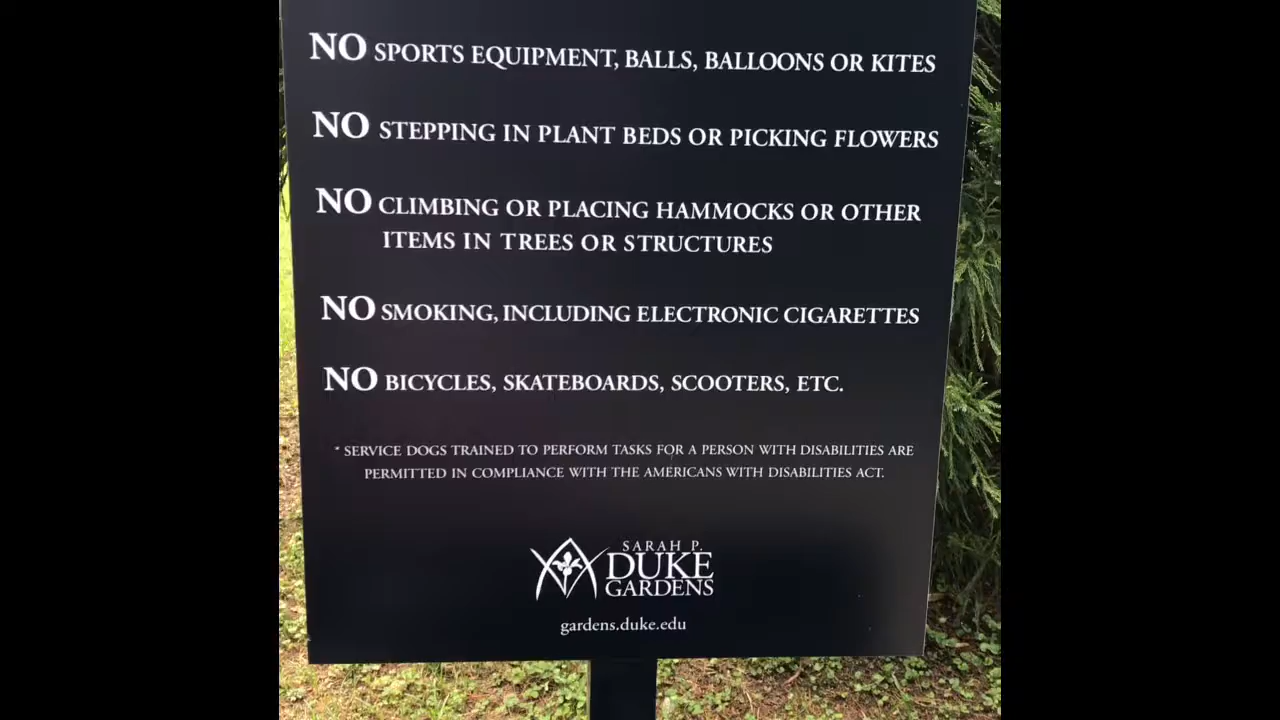 NO SPORTS EQUIPMENT, BALLS, BALLOONS OR KITES
NO STEPPING IN PLANT BEDS OR PICKING FLOWERS
NO CLIMBING OR PLACING HAMMOCKS OR OTHER
ITEMS IN TREES OR STRUCTURES
NO SMOKING, INCLUDING ELECTRONIC CIGARETTES
NO BICYCLES, SKATEBOARDS, SCOOTERS, ETC.
* SERVICE DOGS TRAINED TO PERFORM TASKS FOR A PERSON WITH DISABILITIES ARE
PERMITTED IN COMPLIANCE WITH THE AMERICANS WITH DISABILITIES ACT.
SARAH P.
DUKE
GARDENS
gardens.duke.edu